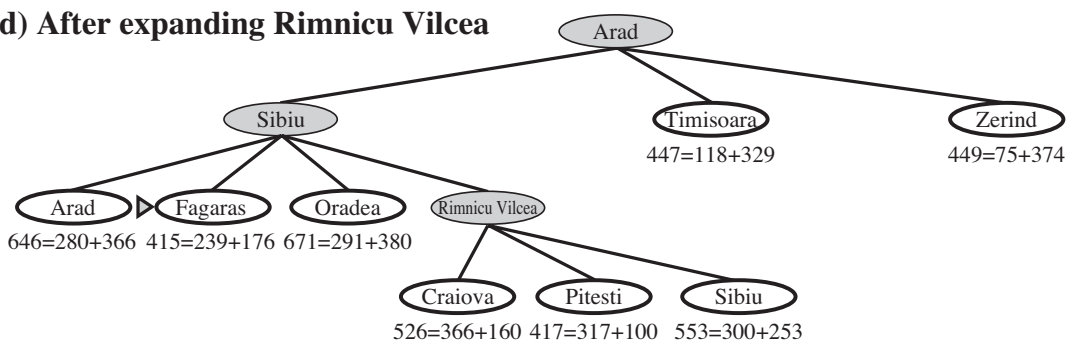 d) After expanding Rimnicu Vilcea
Arad
Sibiu
Timisoara
Zerind
447=118+329
449=75+374
Arad
Fagaras
Oradea
Rimnicu Vilcea
646=280+366
415=239+176
671=291+380
Craiova
Pitesti
Sibiu
526=366+160
417=317+100
553=300+253